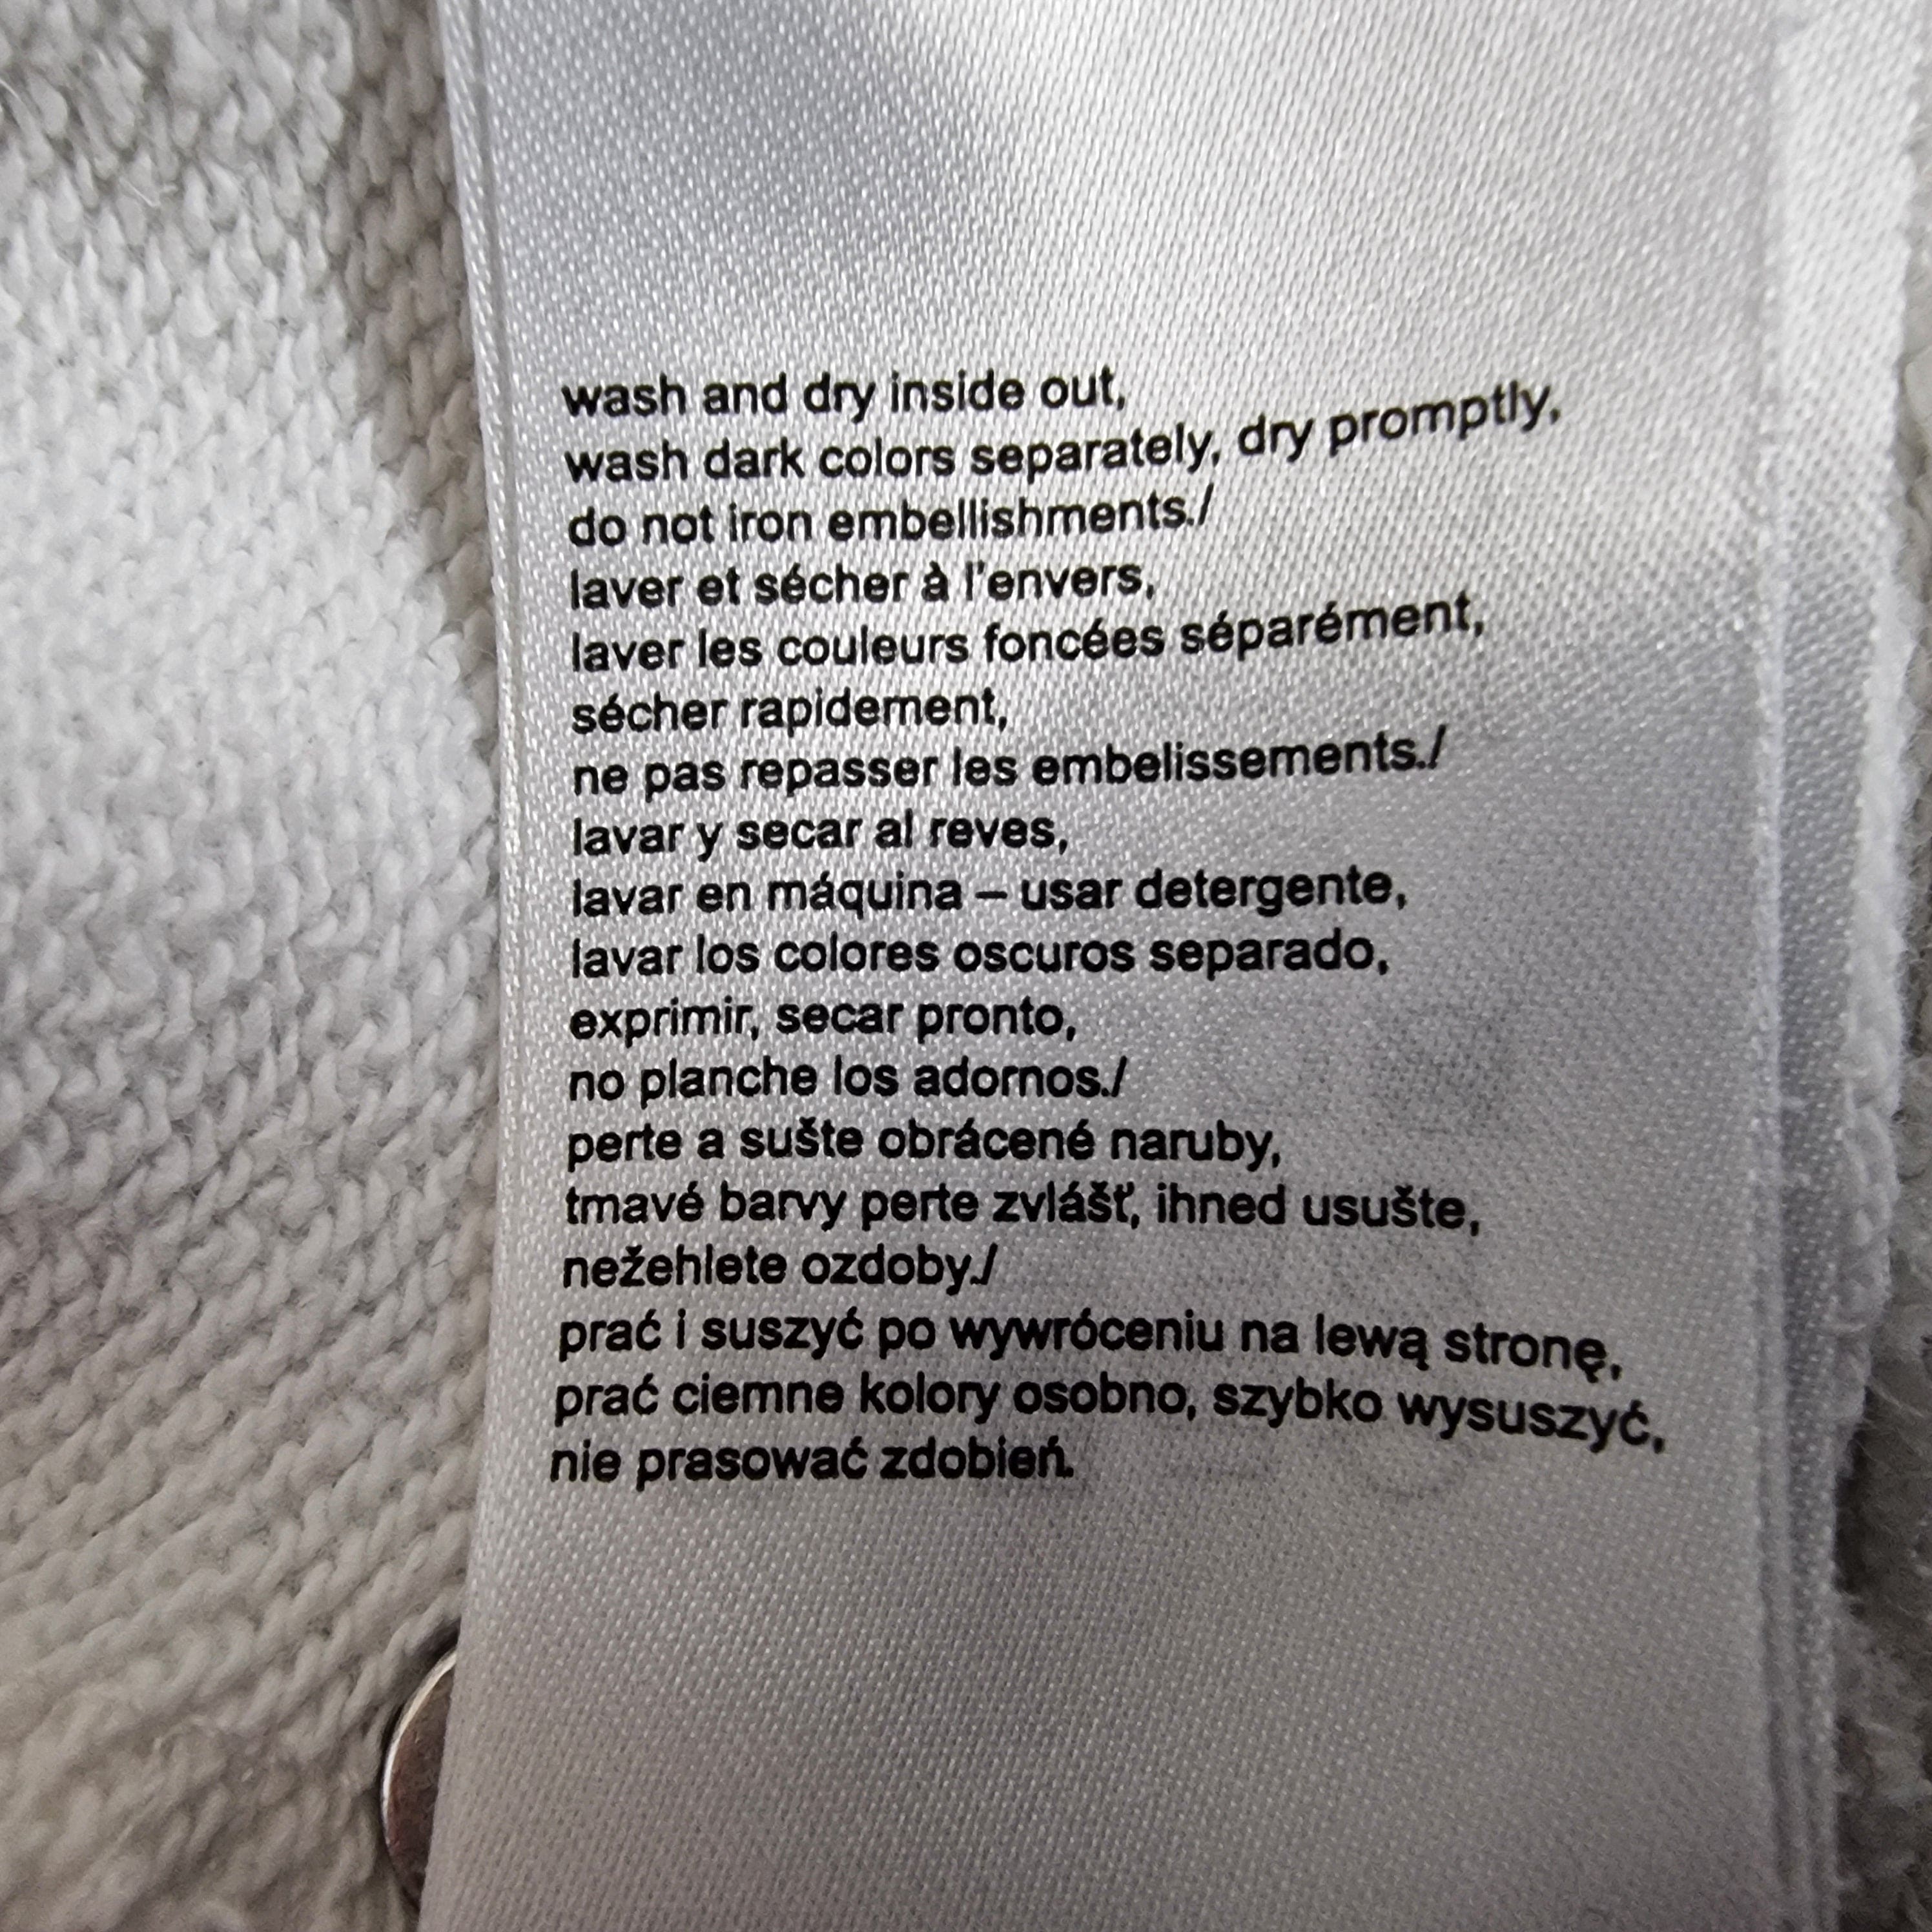 wash and dry inside out,
wash dark colors separately, dry promptly,
do not iron embellishments./
laver et sécher à l'envers,
laver les couleurs foncées séparément,
sécher rapidement,
ne pas repasser les embelissements./
lavar y secar al reves,
lavar en máquina – usar detergente,
lavar los colores oscuros separado,
exprimir, secar pronto,
no planche los adornos./
perte a sušte obrácené naruby,
tmavé barvy perte zvlášť, ihned usušte,
nežehlete ozdoby./
prać i suszyć po wywróceniu na lewą stronę,
prać ciemne kolory osobno, szybko wysuszyć,
nie prasować zdobień.